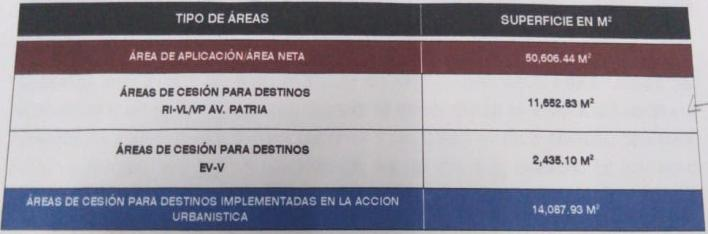 TIPO DE ÁREAS SUPERFICIE EN M²
ÁREA DE APLICACIÓN/ÁREA NETA 50,606.44 M²
ÁREAS DE CESIÓN PARA DESTINOS
RI-VL/VP AV. PATRIA 11,652.83 M²
ÁREAS DE CESIÓN PARA DESTINOS
EV-V 2,435.10 M²
ÁREAS DE CESIÓN PARA DESTINOS IMPLEMENTADAS EN LA ACCION
URBANISTICA 14,087.93 M²